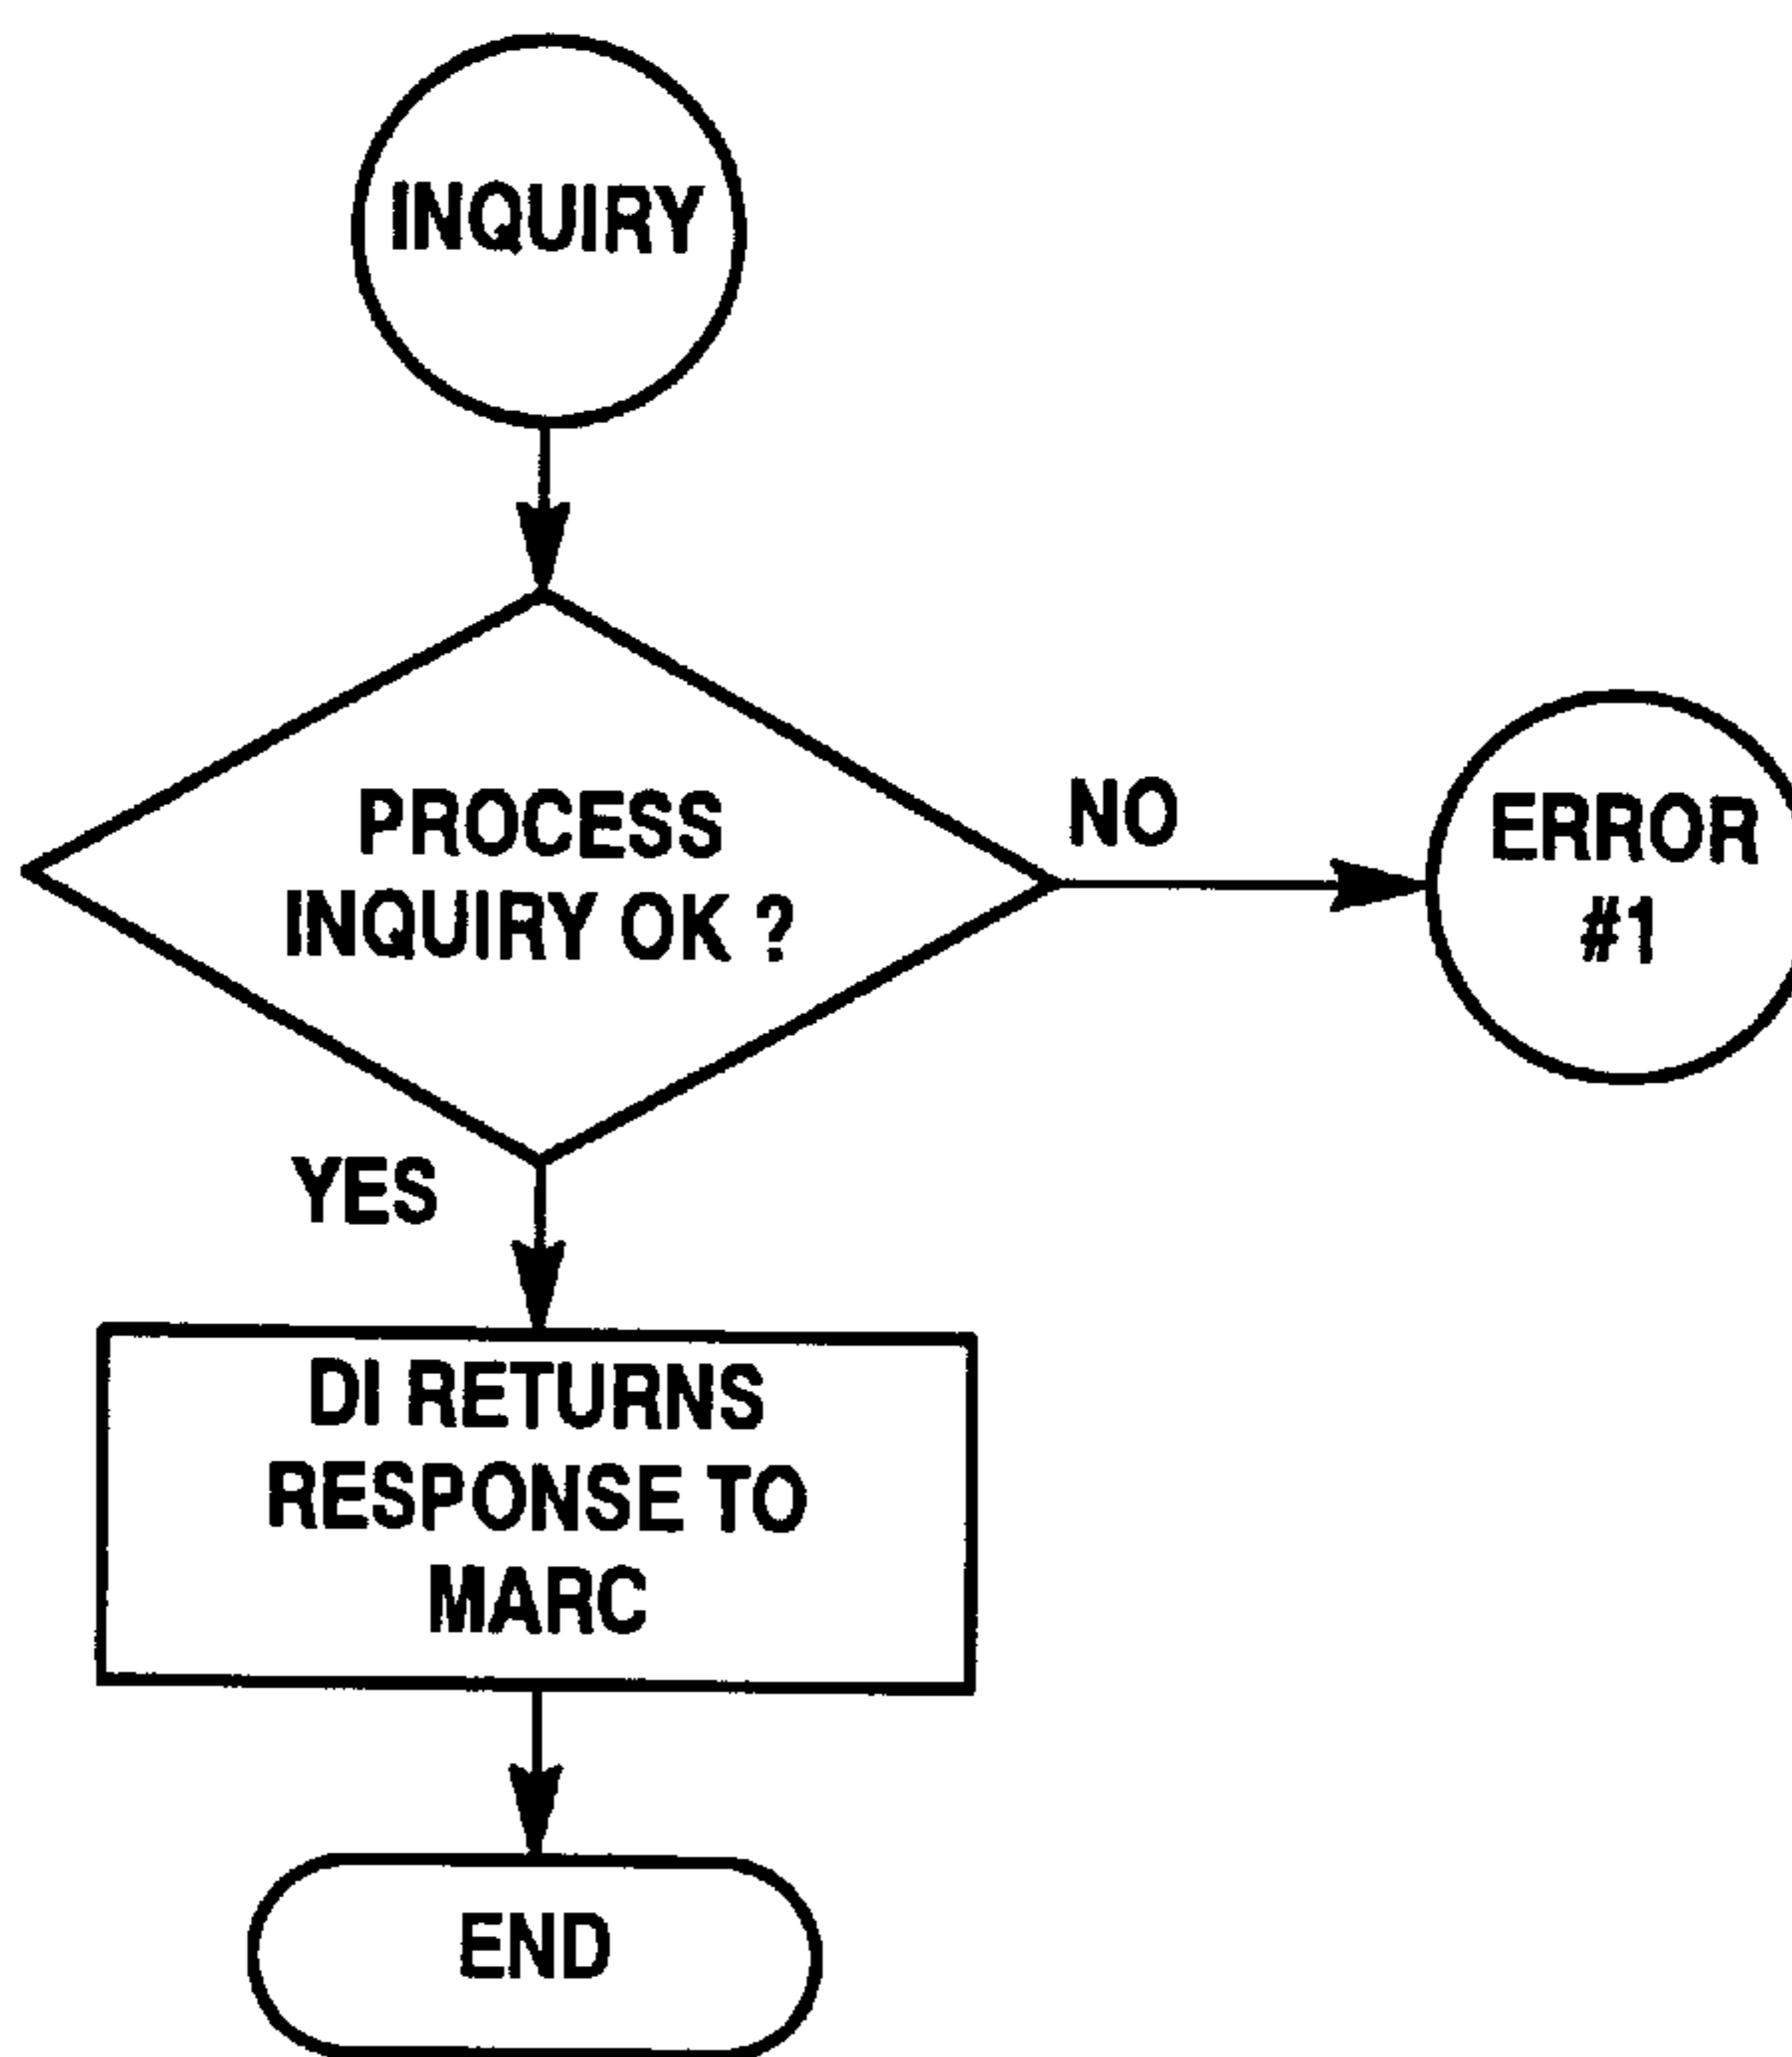 INQUIRY
PROCESS
INQUIRY OK ?
NO
ERROR
#1
YES
DI RETURNS
RESPONSE TO
MARC
END